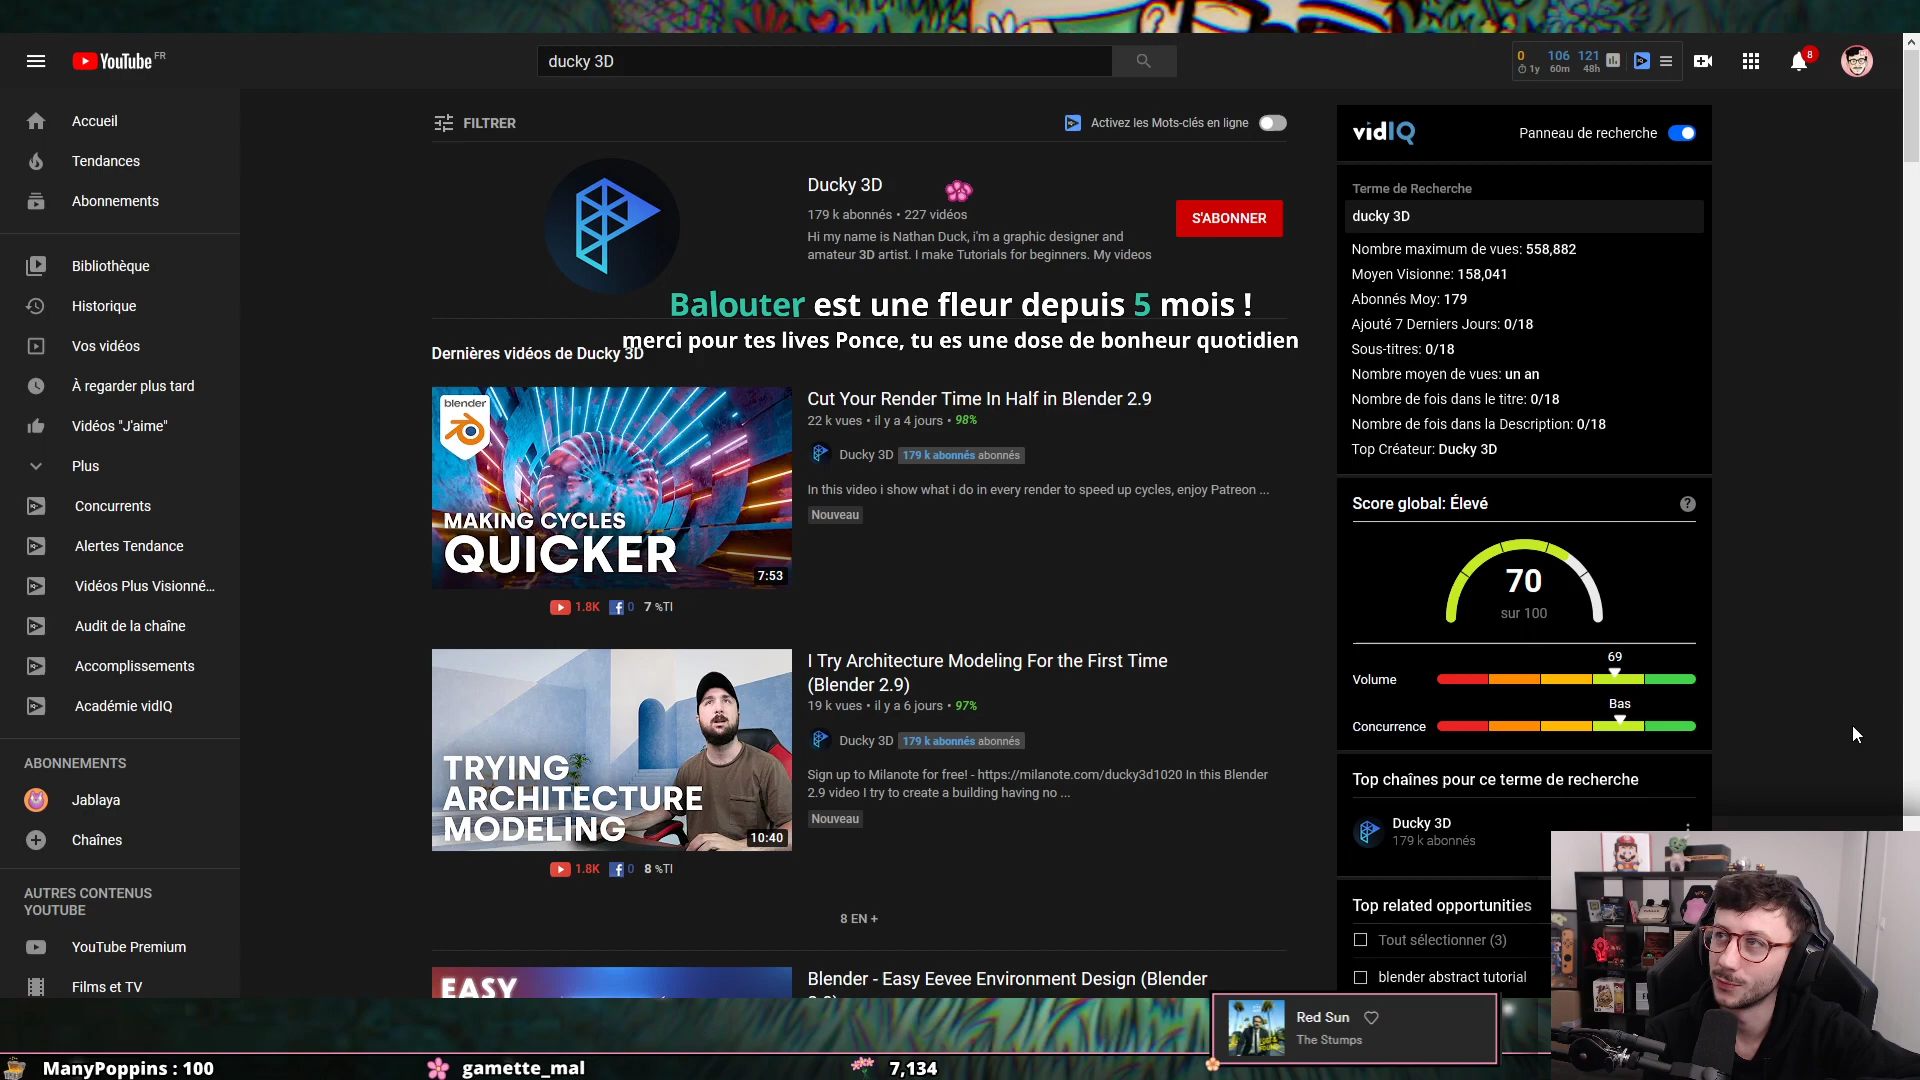 YouTube FR
ducky 3D
0 106 121
1y 60m 48h
8
Accueil
Tendances
Abonnements
Bibliothèque
Historique
Vos vidéos
À regarder plus tard
Vidéos "J'aime"
Plus
Concurrents
Alertes Tendance
Vidéos Plus Visionné...
Audit de la chaîne
Accomplissements
Académie vidIQ
ABONNEMENTS
Jablaya
Chaînes
AUTRES CONTENUS
YOUTUBE
YouTube Premium
Films et TV
FILTRER
Activez les Mots-clés en ligne
Ducky 3D
179 k abonnés • 227 vidéos
Hi my name is Nathan Duck, i'm a graphic designer and
amateur 3D artist. I make Tutorials for beginners. My videos
S'ABONNER
Balouter est une fleur depuis 5 mois !
merci pour tes lives Ponce, tu es une dose de bonheur quotidien
Dernières vidéos de Ducky 3D
blender
MAKING CYCLES
QUICKER
7:53
1.8K 0 7 %TI
Cut Your Render Time In Half in Blender 2.9
22 k vues • il y a 4 jours • 98%
Ducky 3D 179 k abonnés abonnés
In this video i show what i do in every render to speed up cycles, enjoy Patreon ...
Nouveau
TRYING
ARCHITECTURE
MODELING
10:40
1.8K 0 8 %TI
I Try Architecture Modeling For the First Time
(Blender 2.9)
19 k vues • il y a 6 jours • 97%
Ducky 3D 179 k abonnés abonnés
Sign up to Milanote for free! - https://milanote.com/ducky3d1020 In this Blender
2.9 video I try to create a building having no ...
Nouveau
8 EN +
EASY
Blender - Easy Eevee Environment Design (Blender
vidIQ
Panneau de recherche
Terme de Recherche
ducky 3D
Nombre maximum de vues: 558,882
Moyen Visionne: 158,041
Abonnés Moy: 179
Ajouté 7 Derniers Jours: 0/18
Sous-titres: 0/18
Nombre moyen de vues: un an
Nombre de fois dans le titre: 0/18
Nombre de fois dans la Description: 0/18
Top Créateur: Ducky 3D
Score global: Élevé
?
70
sur 100
69
Volume
Bas
Concurrence
Top chaînes pour ce terme de recherche
Ducky 3D
179 k abonnés
Top related opportunities
Tout sélectionner (3)
blender abstract tutorial
Red Sun
The Stumps
ManyPoppins : 100
gamette_mal
7,134